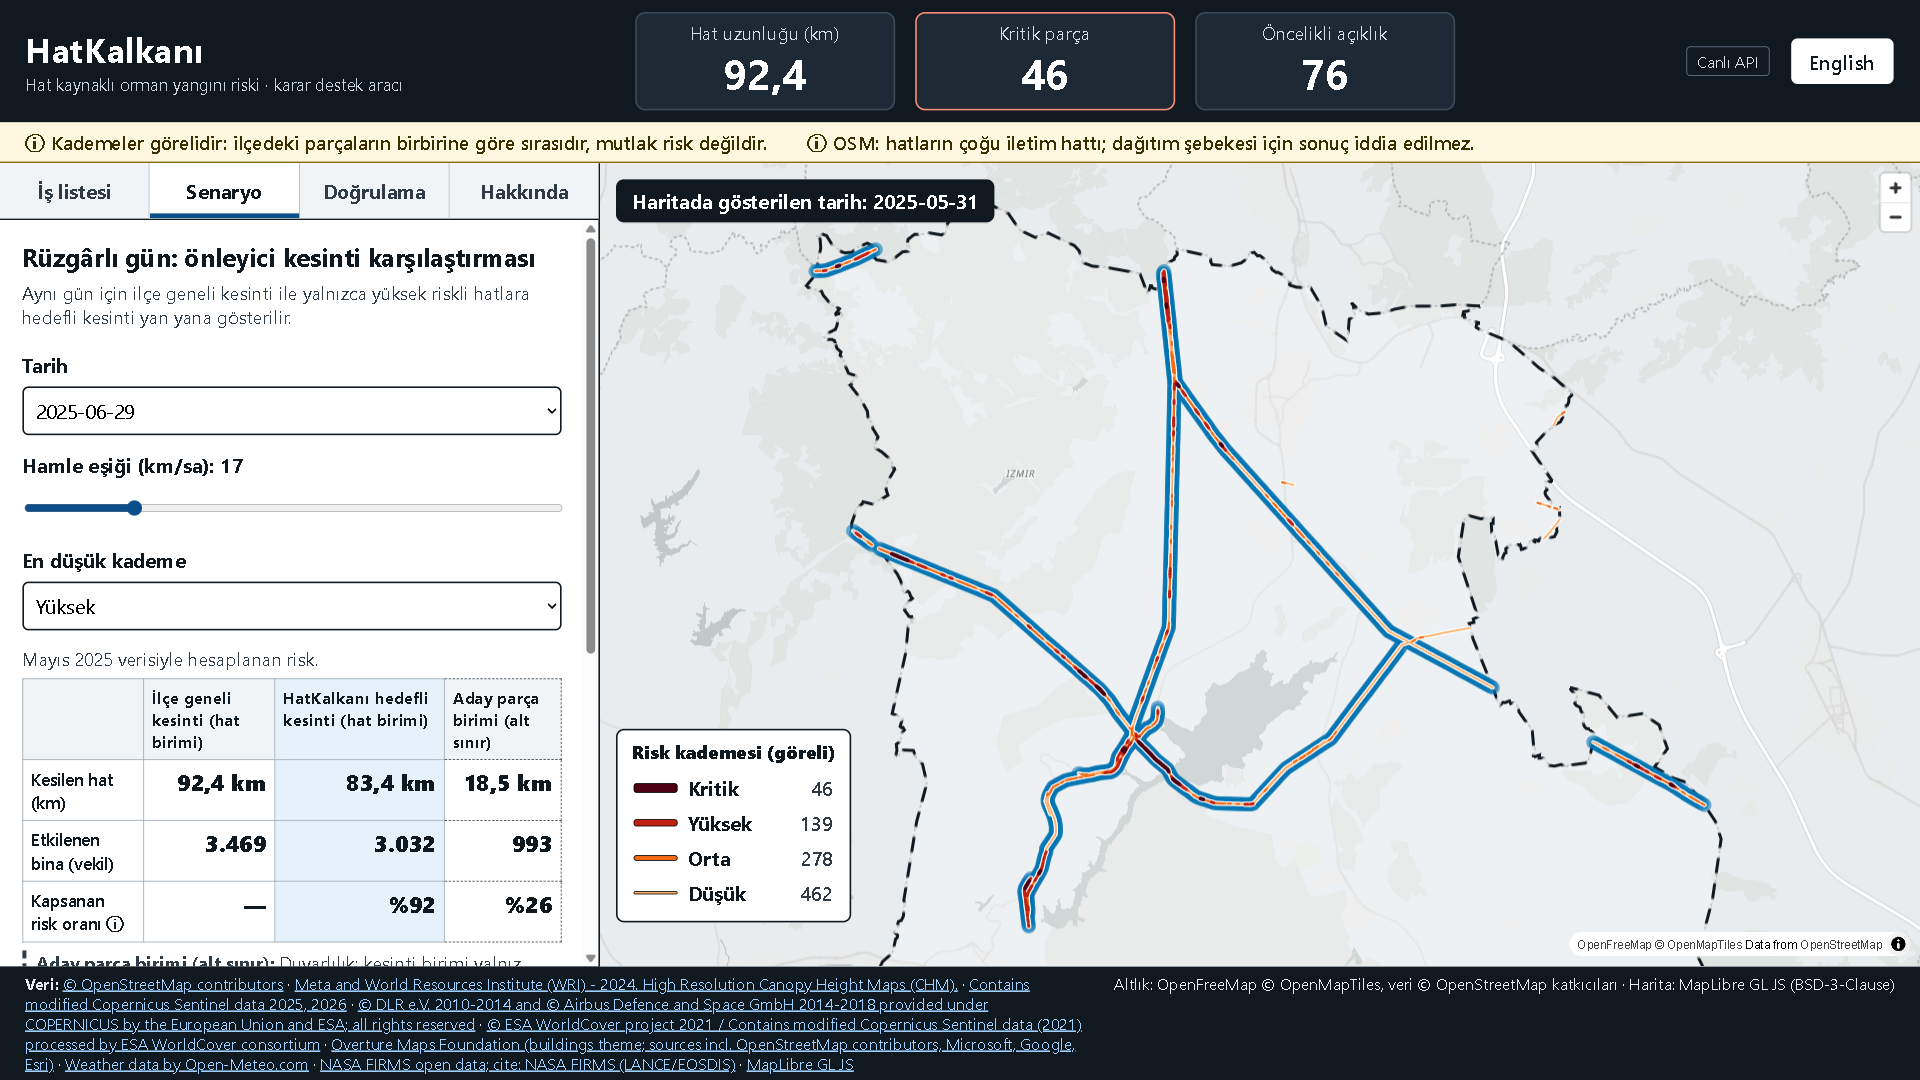 HatKalkanı
Hat kaynaklı orman yangını riski · karar destek aracı
Hat uzunluğu (km)
92,4
Kritik parça
46
Öncelikli açıklık
76
Canlı API
English
ⓘ Kademeler görelidir: ilçedeki parçaların birbirine göre sırasıdır, mutlak risk değildir.
ⓘ OSM: hatların çoğu iletim hattı; dağıtım şebekesi için sonuç iddia edilmez.
İş listesi
Senaryo
Doğrulama
Hakkında
Rüzgârlı gün: önleyici kesinti karşılaştırması
Aynı gün için ilçe geneli kesinti ile yalnızca yüksek riskli hatlara
hedefli kesinti yan yana gösterilir.
Tarih
2025-06-29
Hamle eşiği (km/sa): 17
En düşük kademe
Yüksek
Mayıs 2025 verisiyle hesaplanan risk.
İlçe geneli kesinti (hat birimi)
HatKalkanı hedefli kesinti (hat birimi)
Aday parça birimi (alt sınır)
Kesilen hat (km)
92,4 km
83,4 km
18,5 km
Etkilenen bina (vekil)
3.469
3.032
993
Kapsanan risk oranı ⓘ
—
%92
%26
Aday parça birimi (alt sınır): Duyarlılık: kesinti birimi yalnız
Haritada gösterilen tarih: 2025-05-31
+
−
IZMIR
Risk kademesi (göreli)
Kritik 46
Yüksek 139
Orta 278
Düşük 462
OpenFreeMap © OpenMapTiles Data from OpenStreetMap
Veri: © OpenStreetMap contributors · Meta and World Resources Institute (WRI) - 2024. High Resolution Canopy Height Maps (CHM). · Contains
modified Copernicus Sentinel data 2025, 2026 · © DLR e.V. 2010-2014 and © Airbus Defence and Space GmbH 2014-2018 provided under
COPERNICUS by the European Union and ESA; all rights reserved · © ESA WorldCover project 2021 / Contains modified Copernicus Sentinel data (2021)
processed by ESA WorldCover consortium · Overture Maps Foundation (buildings theme; sources incl. OpenStreetMap contributors, Microsoft, Google,
Esri) · Weather data by Open-Meteo.com · NASA FIRMS open data; cite: NASA FIRMS (LANCE/EOSDIS) · MapLibre GL JS
Altlık: OpenFreeMap © OpenMapTiles, veri © OpenStreetMap katkıcıları · Harita: MapLibre GL JS (BSD-3-Clause)